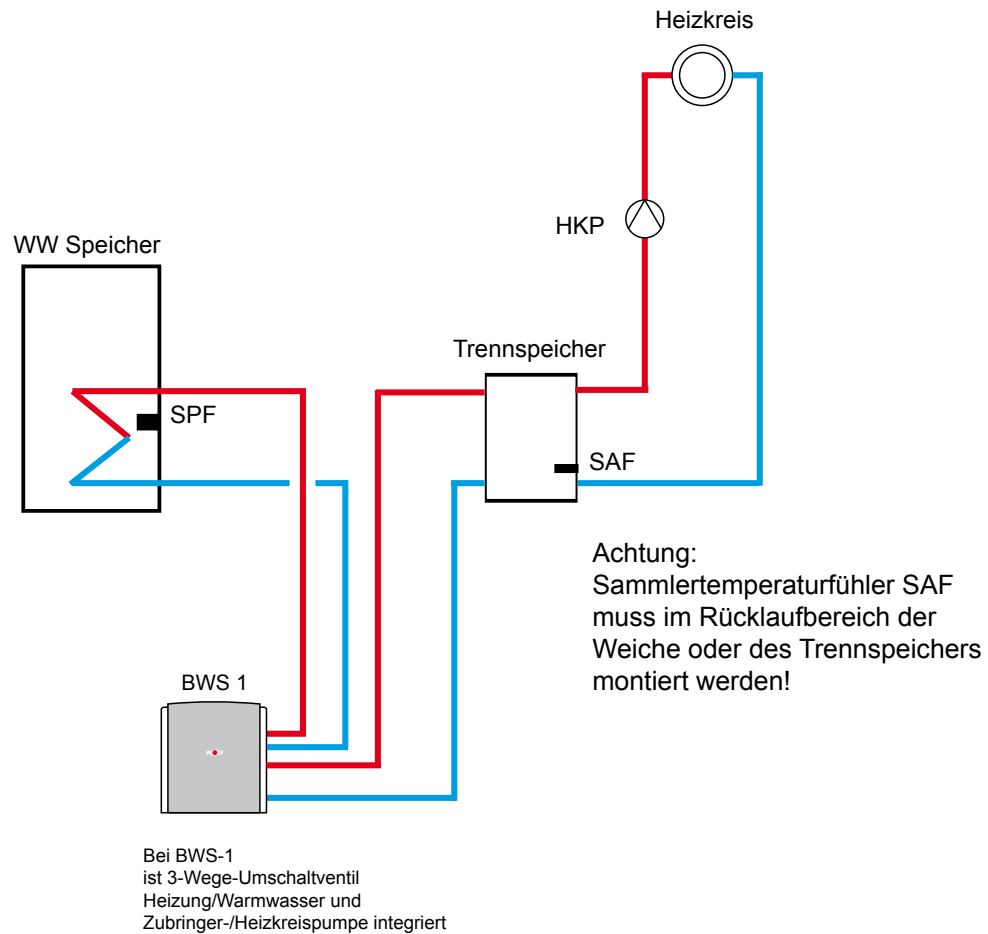 Heizkreis
HKP
WW Speicher
Trennspeicher
SPF
SAF
Achtung:
Sammlertemperaturfühler SAF
muss im Rücklaufbereich der
Weiche oder des Trennspeichers
montiert werden!
BWS 1
Bei BWS-1
ist 3-Wege-Umschaltventil
Heizung/Warmwasser und
Zubringer-/Heizkreispumpe integriert